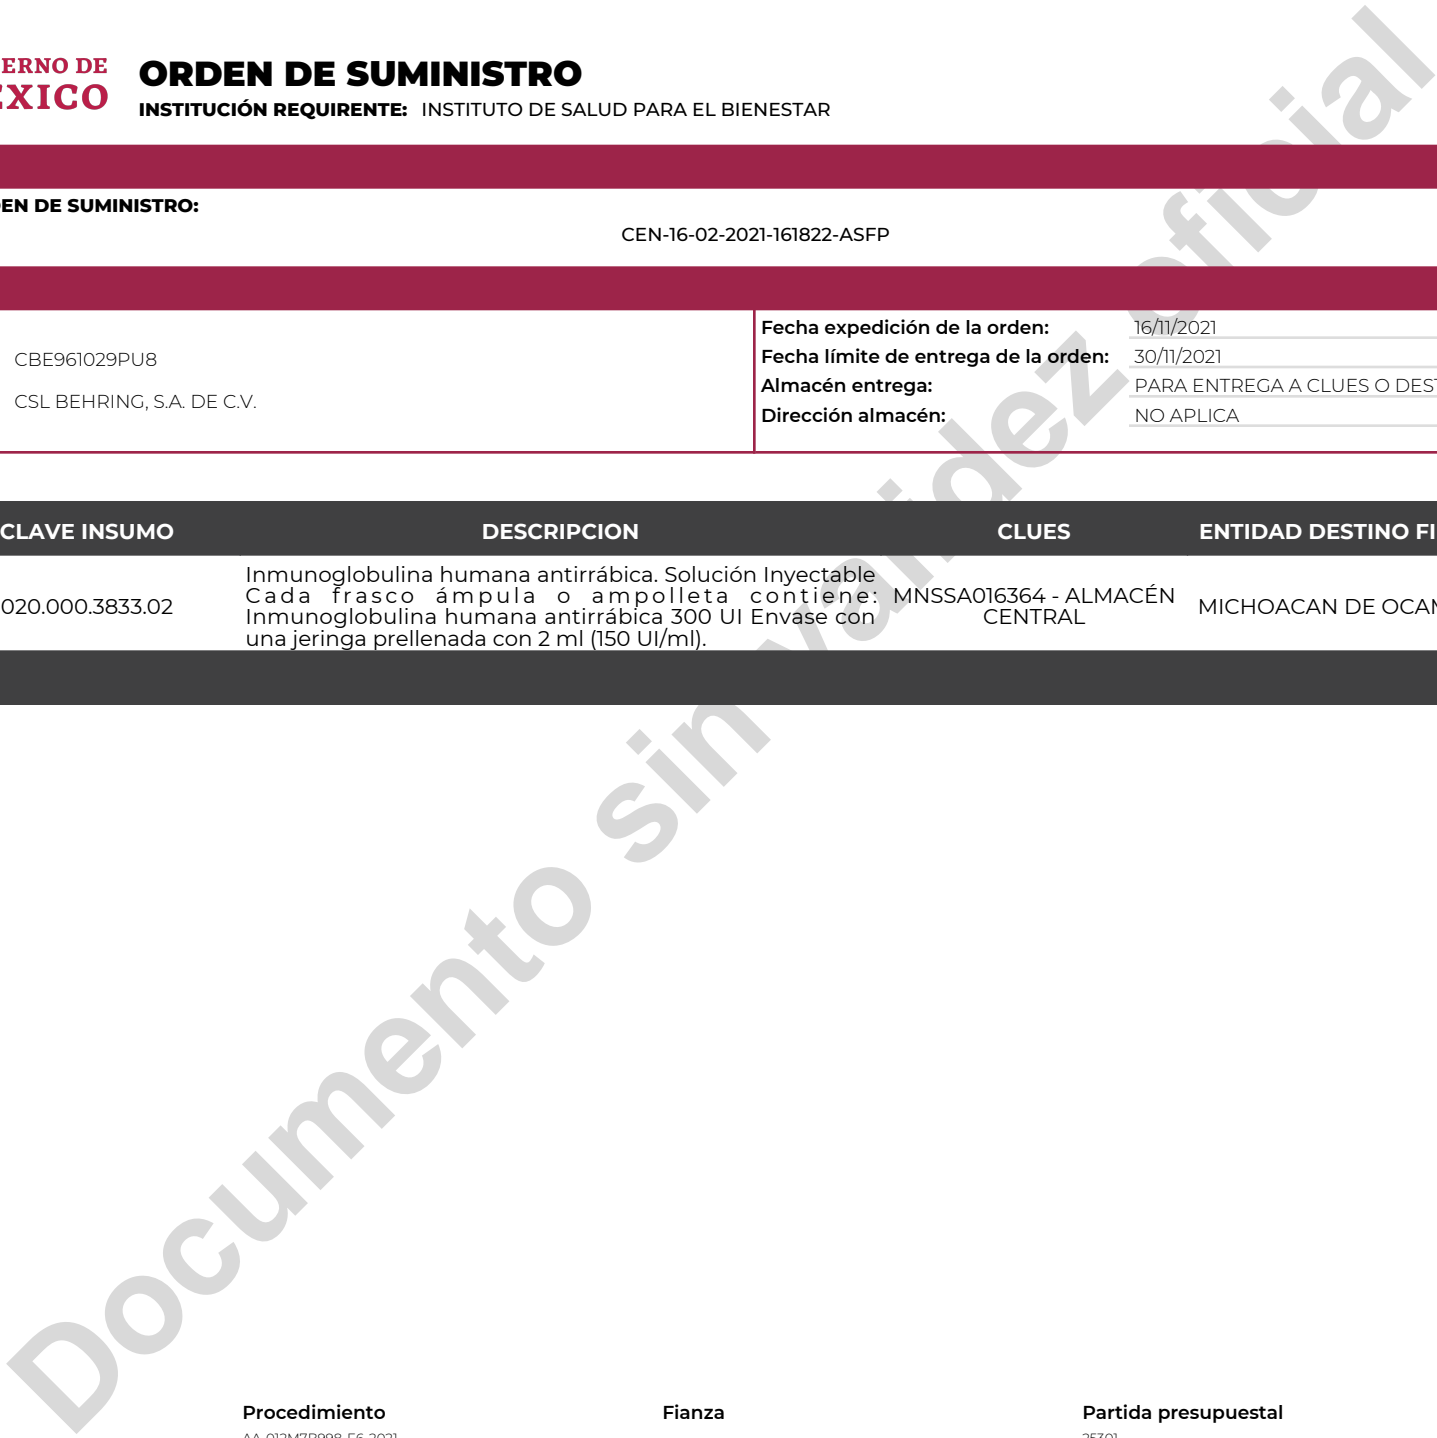 ERNO DE
EXICO
ORDEN DE SUMINISTRO
INSTITUCIÓN REQUIRENTE: INSTITUTO DE SALUD PARA EL BIENESTAR
EN DE SUMINISTRO:
CEN-16-02-2021-161822-ASFP
CBE961029PU8
CSL BEHRING, S.A. DE C.V.
Fecha expedición de la orden: 16/11/2021
Fecha límite de entrega de la orden: 30/11/2021
Almacén entrega: PARA ENTREGA A CLUES O DEST
Dirección almacén: NO APLICA
CLAVE INSUMO DESCRIPCION CLUES ENTIDAD DESTINO FI
020.000.3833.02
Inmunoglobulina humana antirrábica. Solución Inyectable
Cada frasco ámpula o ampolleta contiene:
Inmunoglobulina humana antirrábica 300 UI Envase con
una jeringa prellenada con 2 ml (150 UI/ml).
MNSSA016364 - ALMACÉN
CENTRAL
MICHOACAN DE OCAM
Documento sin validez oficial
Procedimiento Fianza Partida presupuestal